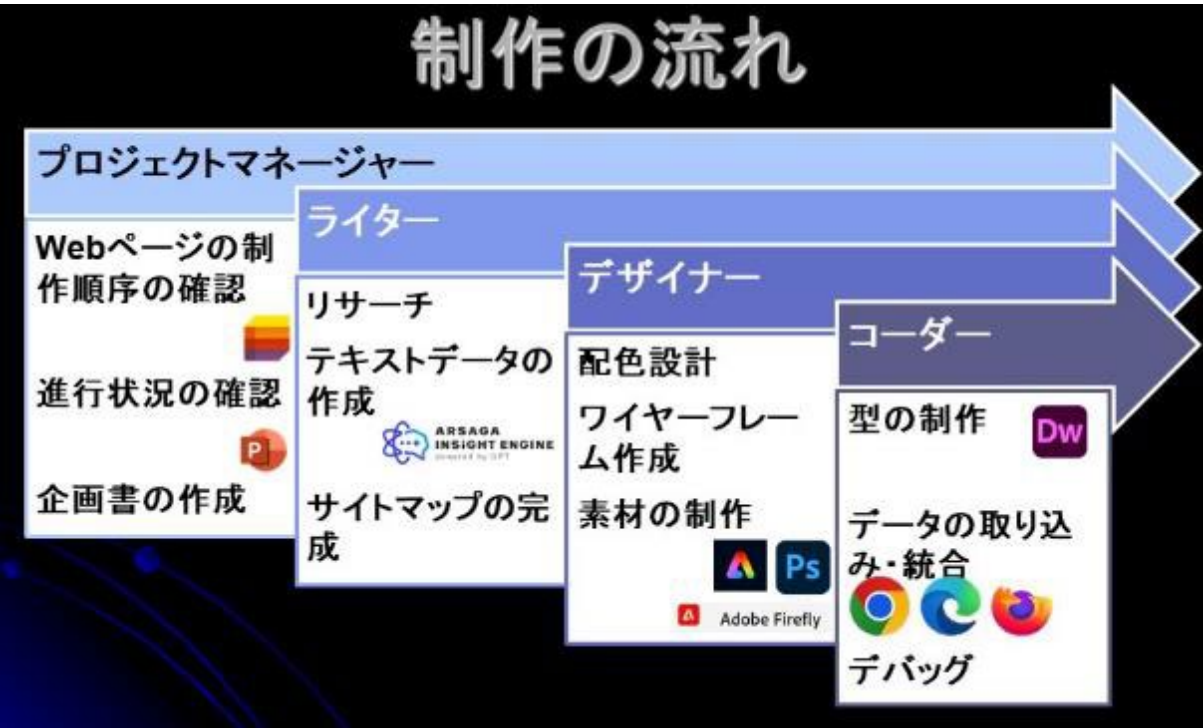 制作の流れ
プロジェクトマネージャー
Webページの制
作順序の確認
進行状況の確認
P
企画書の作成
ライター
リサーチ
テキストデータの
作成
ARSAGA
INSiGHT ENGINE
powered by GPT
サイトマップの完
成
デザイナー
配色設計
ワイヤーフレー
ム作成
素材の制作
Ps
Adobe Firefly
コーダー
型の制作
Dw
データの取り込
み・統合
デバッグ